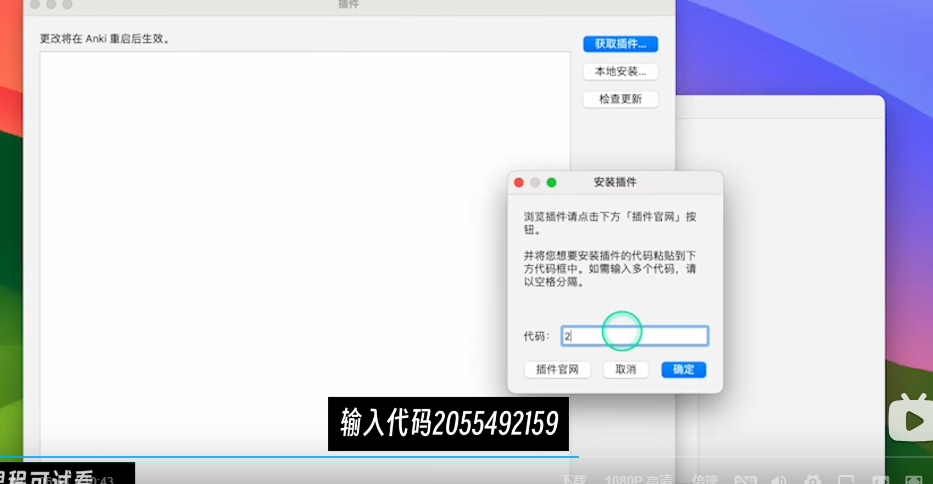 插件
更改将在 Anki 重启后生效。
获取插件...
本地安装...
检查更新
安装插件
浏览插件请点击下方「插件官网」按
钮。
并将您想要安装插件的代码粘贴到下
方代码框中。如需输入多个代码，请
以空格分隔。
代码：
2
插件官网
取消
确定
输入代码2055492159
程可试看
:43
下载
1080P 高清
倍速